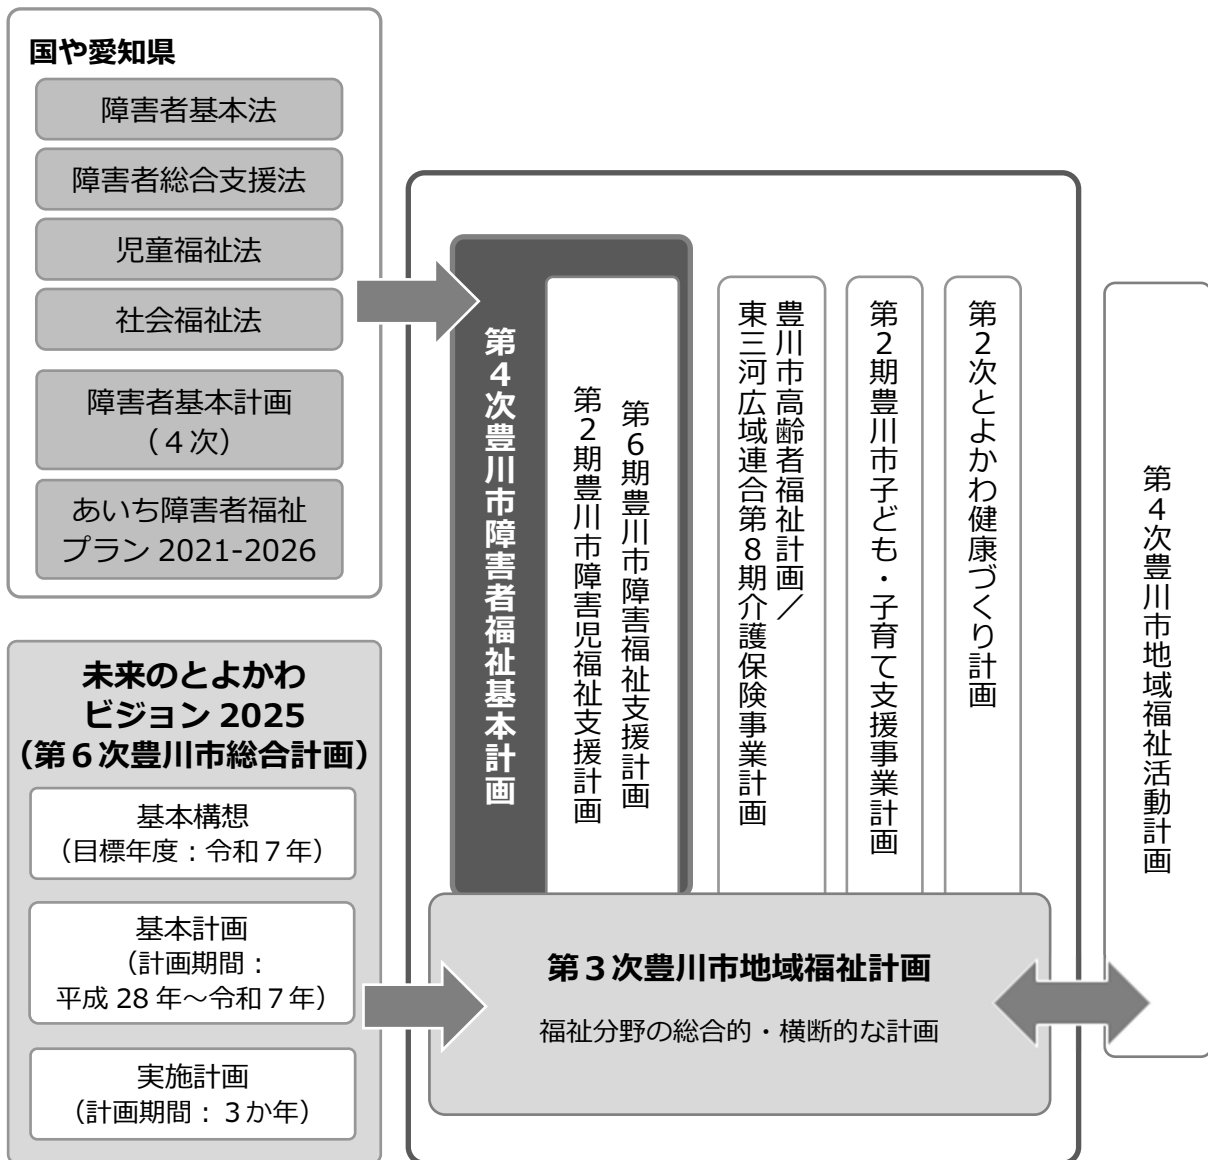 国や愛知県
障害者基本法
障害者総合支援法
児童福祉法
社会福祉法
障害者基本計画
（４次）
あいち障害者福祉
プラン 2021-2026
未来のとよかわ
ビジョン 2025
（第６次豊川市総合計画）
基本構想
（目標年度：令和７年）
基本計画
（計画期間：
平成 28 年～令和７年）
実施計画
（計画期間：３か年）
第４次豊川市障害者福祉基本計画
第６期豊川市障害福祉支援計画
第２期豊川市障害児福祉支援計画
豊川市高齢者福祉計画／
東三河広域連合第８期介護保険事業計画
第２期豊川市子ども・子育て支援事業計画
第２次とよかわ健康づくり計画
第３次豊川市地域福祉計画
福祉分野の総合的・横断的な計画
第４次豊川市地域福祉活動計画